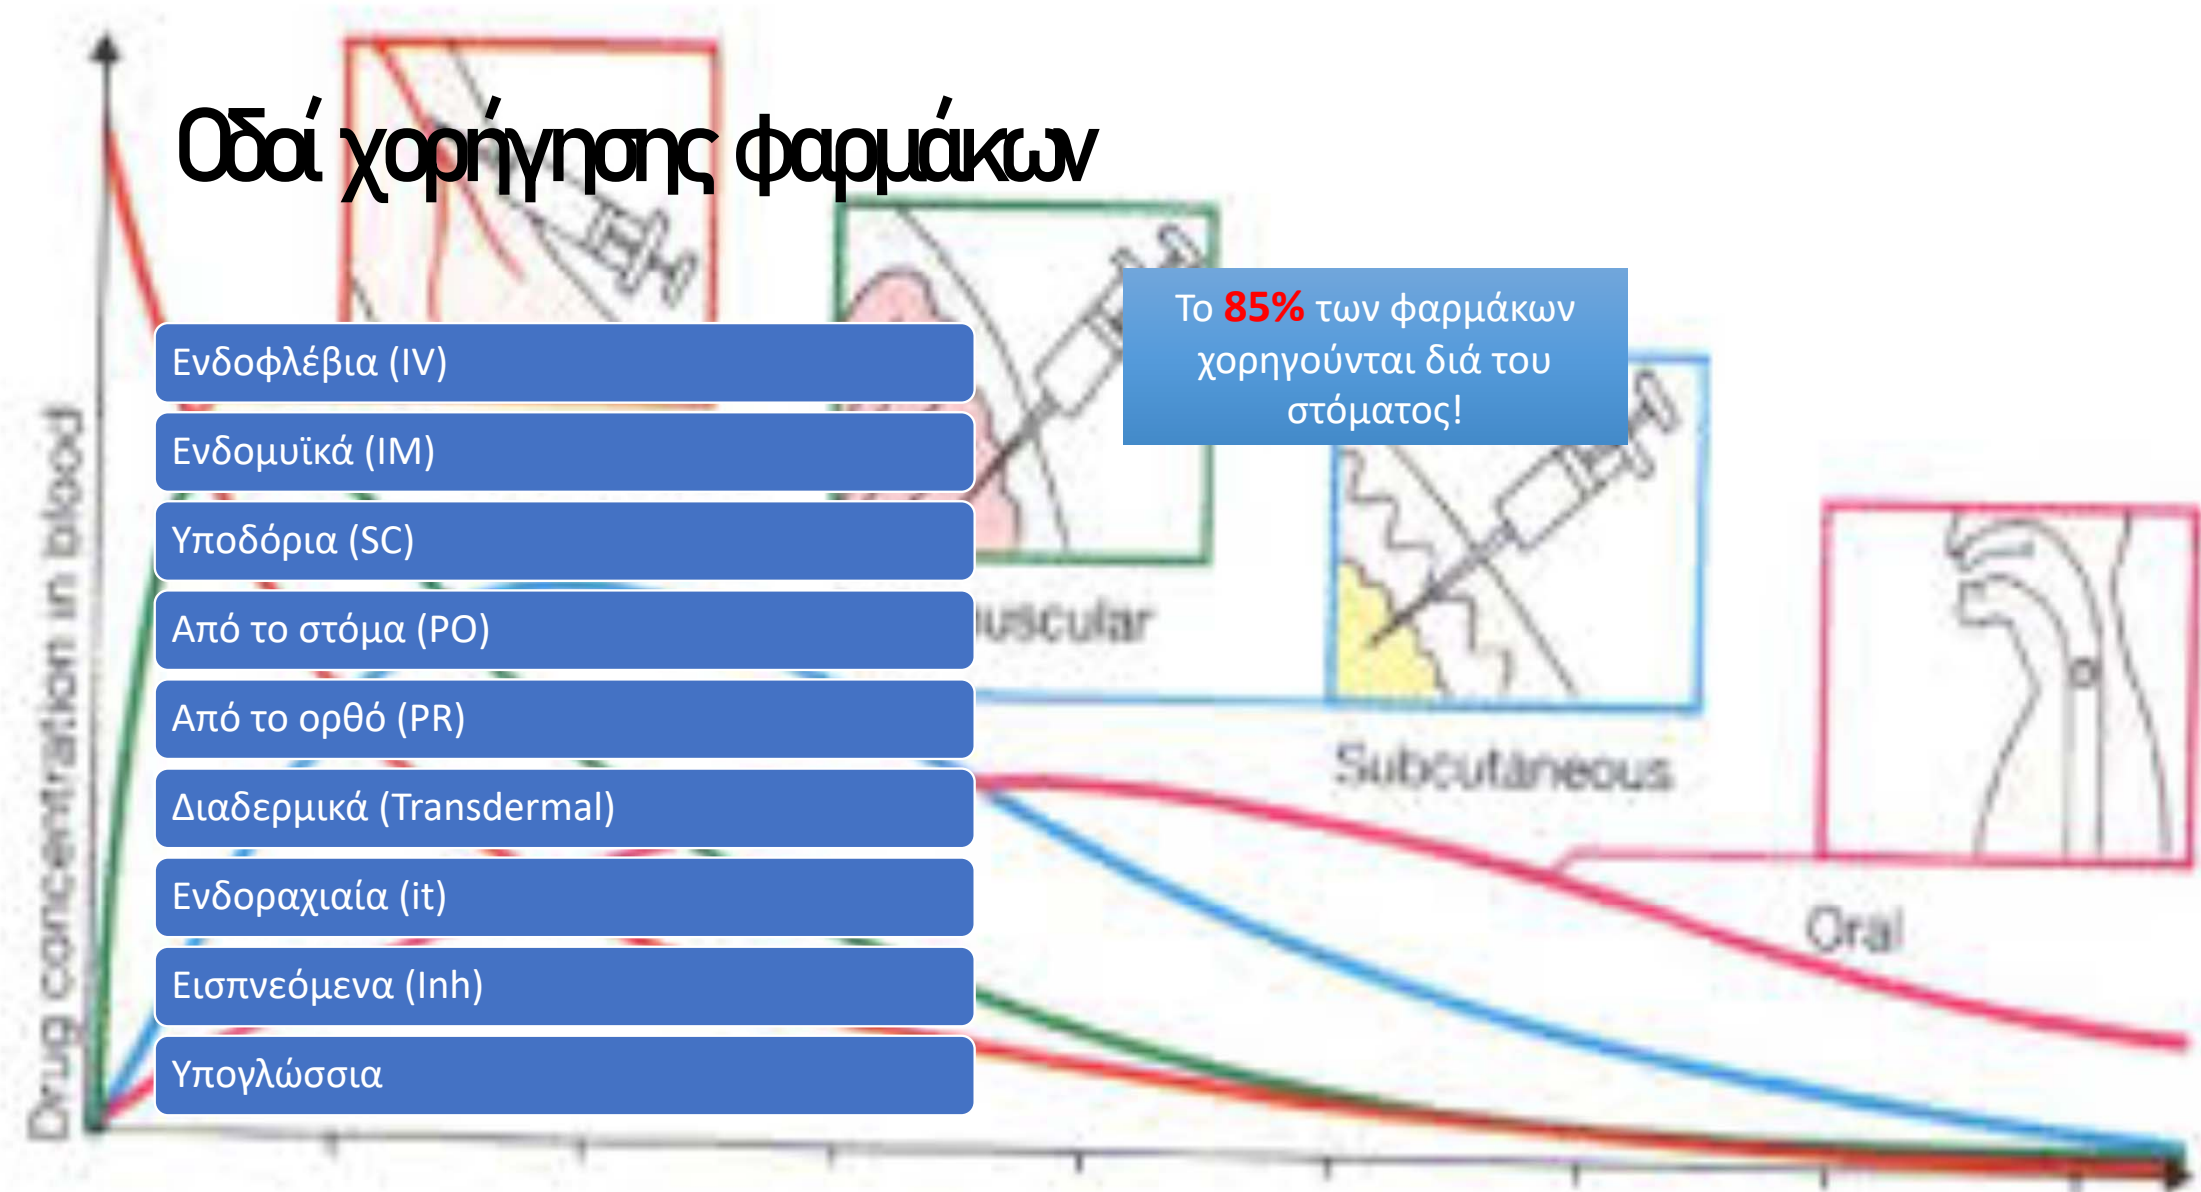 Οδοί χορήγησης φαρμάκων
Το 85% των φαρμάκων
χορηγούνται διά του
στόματος!
Ενδοφλέβια (IV)
Ενδομυϊκά (IM)
Υποδόρια (SC)
Από το στόμα (PO)
Από το ορθό (PR)
Διαδερμικά (Transdermal)
Ενδοραχιαία (it)
Εισπνεόμενα (Inh)
Υπογλώσσια
Drug concentration in blood
uscular
Subcutaneous
Oral